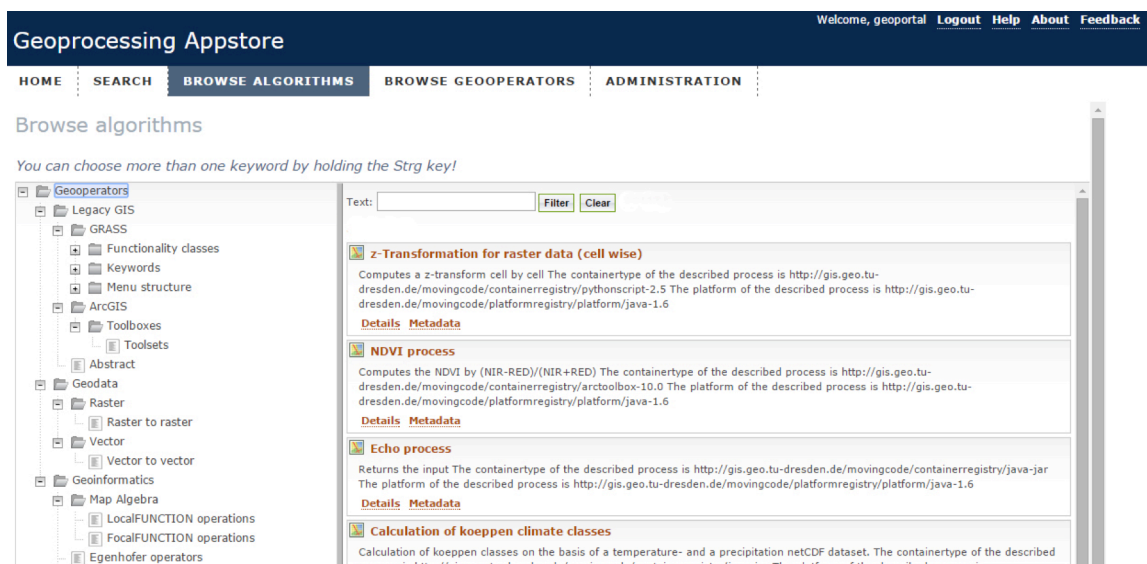 Welcome, geoportal Logout Help About Feedback
Geoprocessing Appstore
HOME SEARCH BROWSE ALGORITHMS BROWSE GEOOPERATORS ADMINISTRATION
Browse algorithms
You can choose more than one keyword by holding the Strg key!
Geooperators
Legacy GIS
GRASS
Functionality classes
Keywords
Menu structure
ArcGIS
Toolboxes
Toolsets
Abstract
Geodata
Raster
Raster to raster
Vector
Vector to vector
Geoinformatics
Map Algebra
LocalFUNCTION operations
FocalFUNCTION operations
Egenhofer operators
Text: Filter Clear
z-Transformation for raster data (cell wise)
Computes a z-transform cell by cell The containertype of the described process is http://gis.geo.tu-
dresden.de/movingcode/containerregistry/pythonscript-2.5 The platform of the described process is http://gis.geo.tu-
dresden.de/movingcode/platformregistry/platform/java-1.6
Details Metadata
NDVI process
Computes the NDVI by (NIR-RED)/(NIR+RED) The containertype of the described process is http://gis.geo.tu-
dresden.de/movingcode/containerregistry/arctoolbox-10.0 The platform of the described process is http://gis.geo.tu-
dresden.de/movingcode/platformregistry/platform/java-1.6
Details Metadata
Echo process
Returns the input The containertype of the described process is http://gis.geo.tu-dresden.de/movingcode/containerregistry/java-jar
The platform of the described process is http://gis.geo.tu-dresden.de/movingcode/platformregistry/platform/java-1.6
Details Metadata
Calculation of koeppen climate classes
Calculation of koeppen classes on the basis of a temperature- and a precipitation netCDF dataset. The containertype of the described